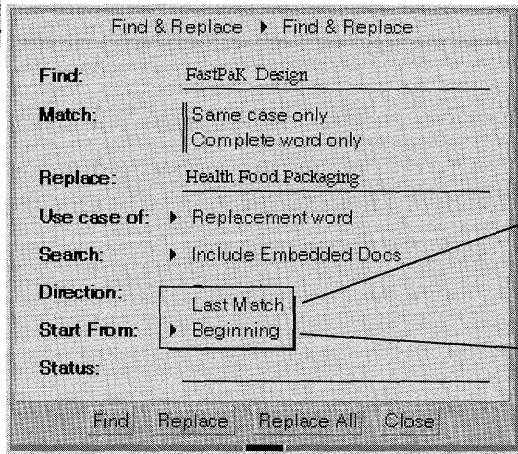 Find & Replace ▸ Find & Replace
Find: FastPaK Design
Match: Same case only
Complete word only
Replace: Health Food Packaging
Use case of: ▸ Replacement word
Search: ▸ Include Embedded Docs
Direction:
Last Match
Start From: ▸ Beginning
Status:
Find Replace Replace All Close